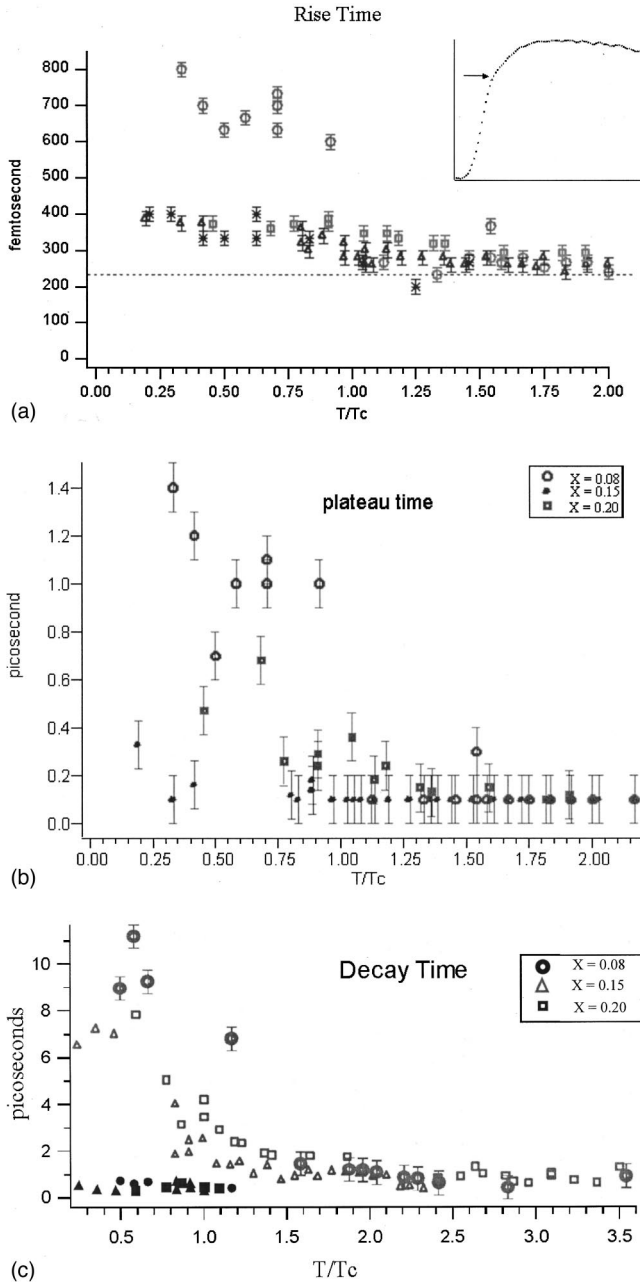 Rise Time
800
700
600
500
400
300
200
100
0
femtosecond
0.00 0.25 0.50 0.75 1.00 1.25 1.50 1.75 2.00
T/Tc
(a)
plateau time
X = 0.08
X = 0.15
X = 0.20
1.4
1.2
1.0
0.8
0.6
0.4
0.2
0.0
picosecond
0.00 0.25 0.50 0.75 1.00 1.25 1.50 1.75 2.00
T/Tc
(b)
Decay Time
X = 0.08
X = 0.15
X = 0.20
10
8
6
4
2
0
picoseconds
0.5 1.0 1.5 2.0 2.5 3.0 3.5
T/Tc
(c)